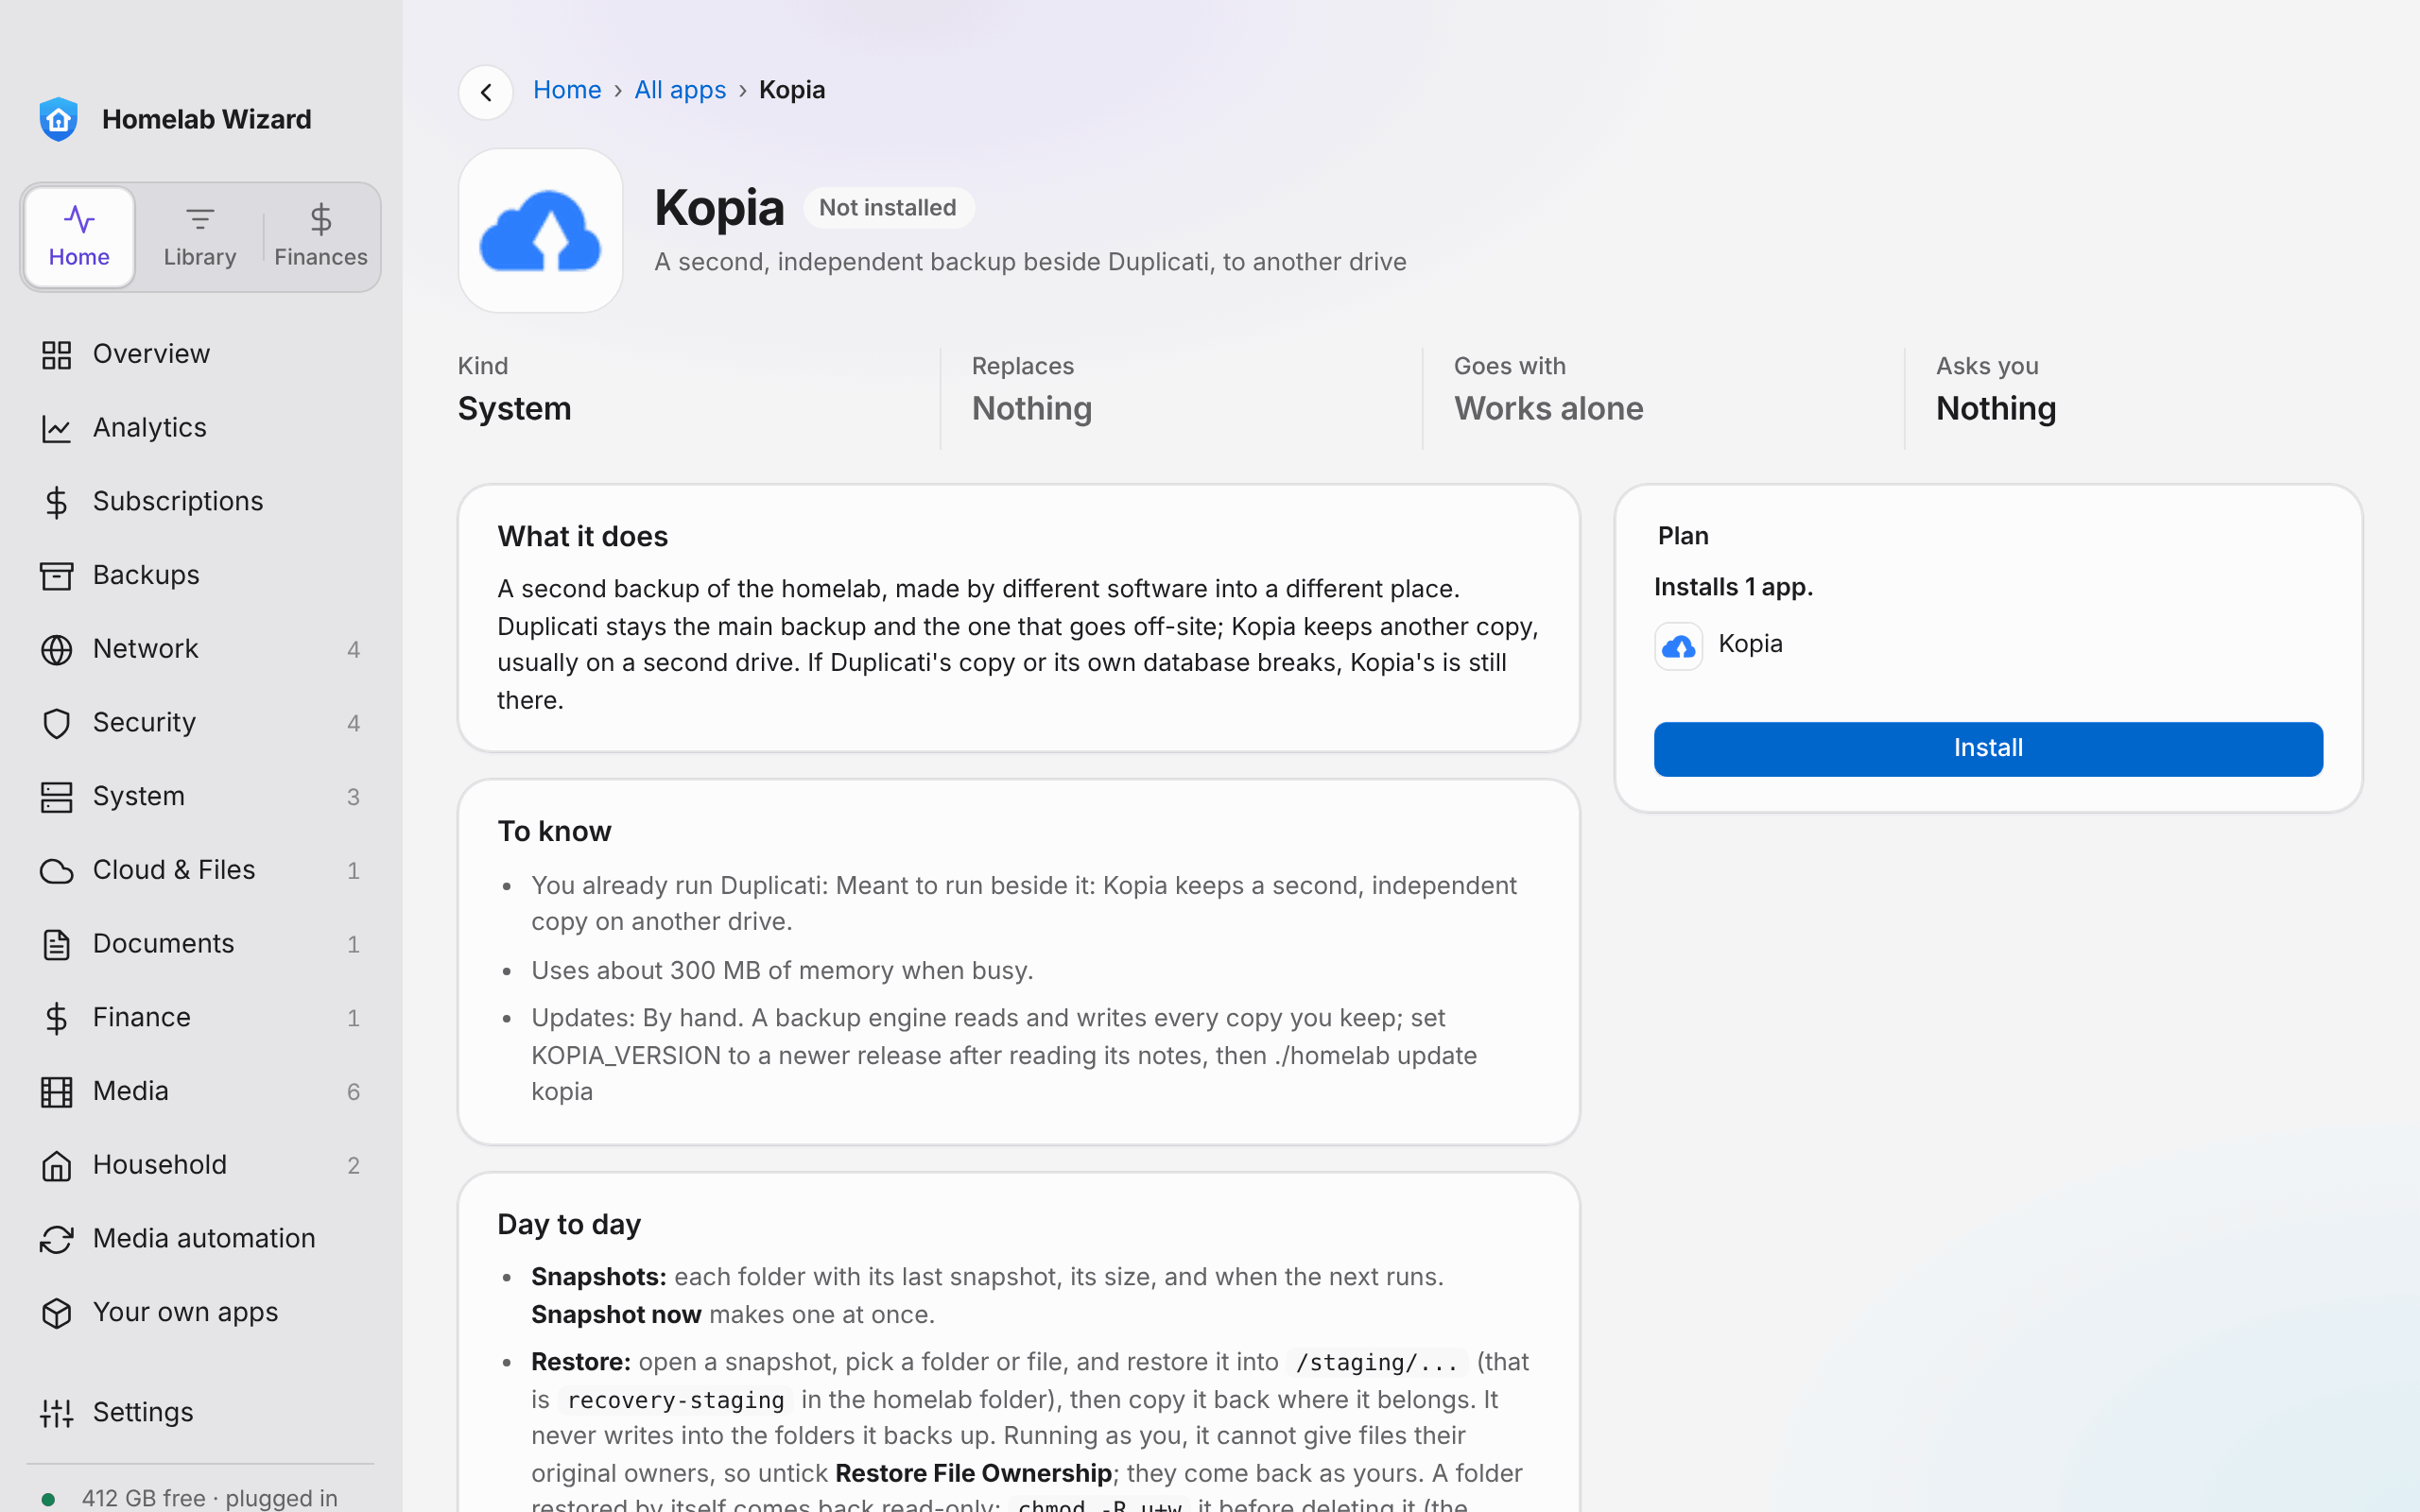 Homelab Wizard
Home
Library
Finances
Overview
Analytics
Subscriptions
Backups
Network 4
Security 4
System 3
Cloud & Files 1
Documents 1
Finance 1
Media 6
Household 2
Media automation
Your own apps
Settings
412 GB free · plugged in
Home › All apps › Kopia
Kopia Not installed
A second, independent backup beside Duplicati, to another drive
Kind
System
Replaces
Nothing
Goes with
Works alone
Asks you
Nothing
What it does
A second backup of the homelab, made by different software into a different place.
Duplicati stays the main backup and the one that goes off-site; Kopia keeps another copy,
usually on a second drive. If Duplicati's copy or its own database breaks, Kopia's is still
there.
To know
• You already run Duplicati: Meant to run beside it: Kopia keeps a second, independent
copy on another drive.
• Uses about 300 MB of memory when busy.
• Updates: By hand. A backup engine reads and writes every copy you keep; set
KOPIA_VERSION to a newer release after reading its notes, then ./homelab update
kopia
Day to day
• Snapshots: each folder with its last snapshot, its size, and when the next runs.
Snapshot now makes one at once.
• Restore: open a snapshot, pick a folder or file, and restore it into /staging/... (that
is recovery-staging in the homelab folder), then copy it back where it belongs. It
never writes into the folders it backs up. Running as you, it cannot give files their
original owners, so untick Restore File Ownership; they come back as yours. A folder
restored by itself comes back read-only: chmod -R u+w it before deleting it (the
Plan
Installs 1 app.
Kopia
Install